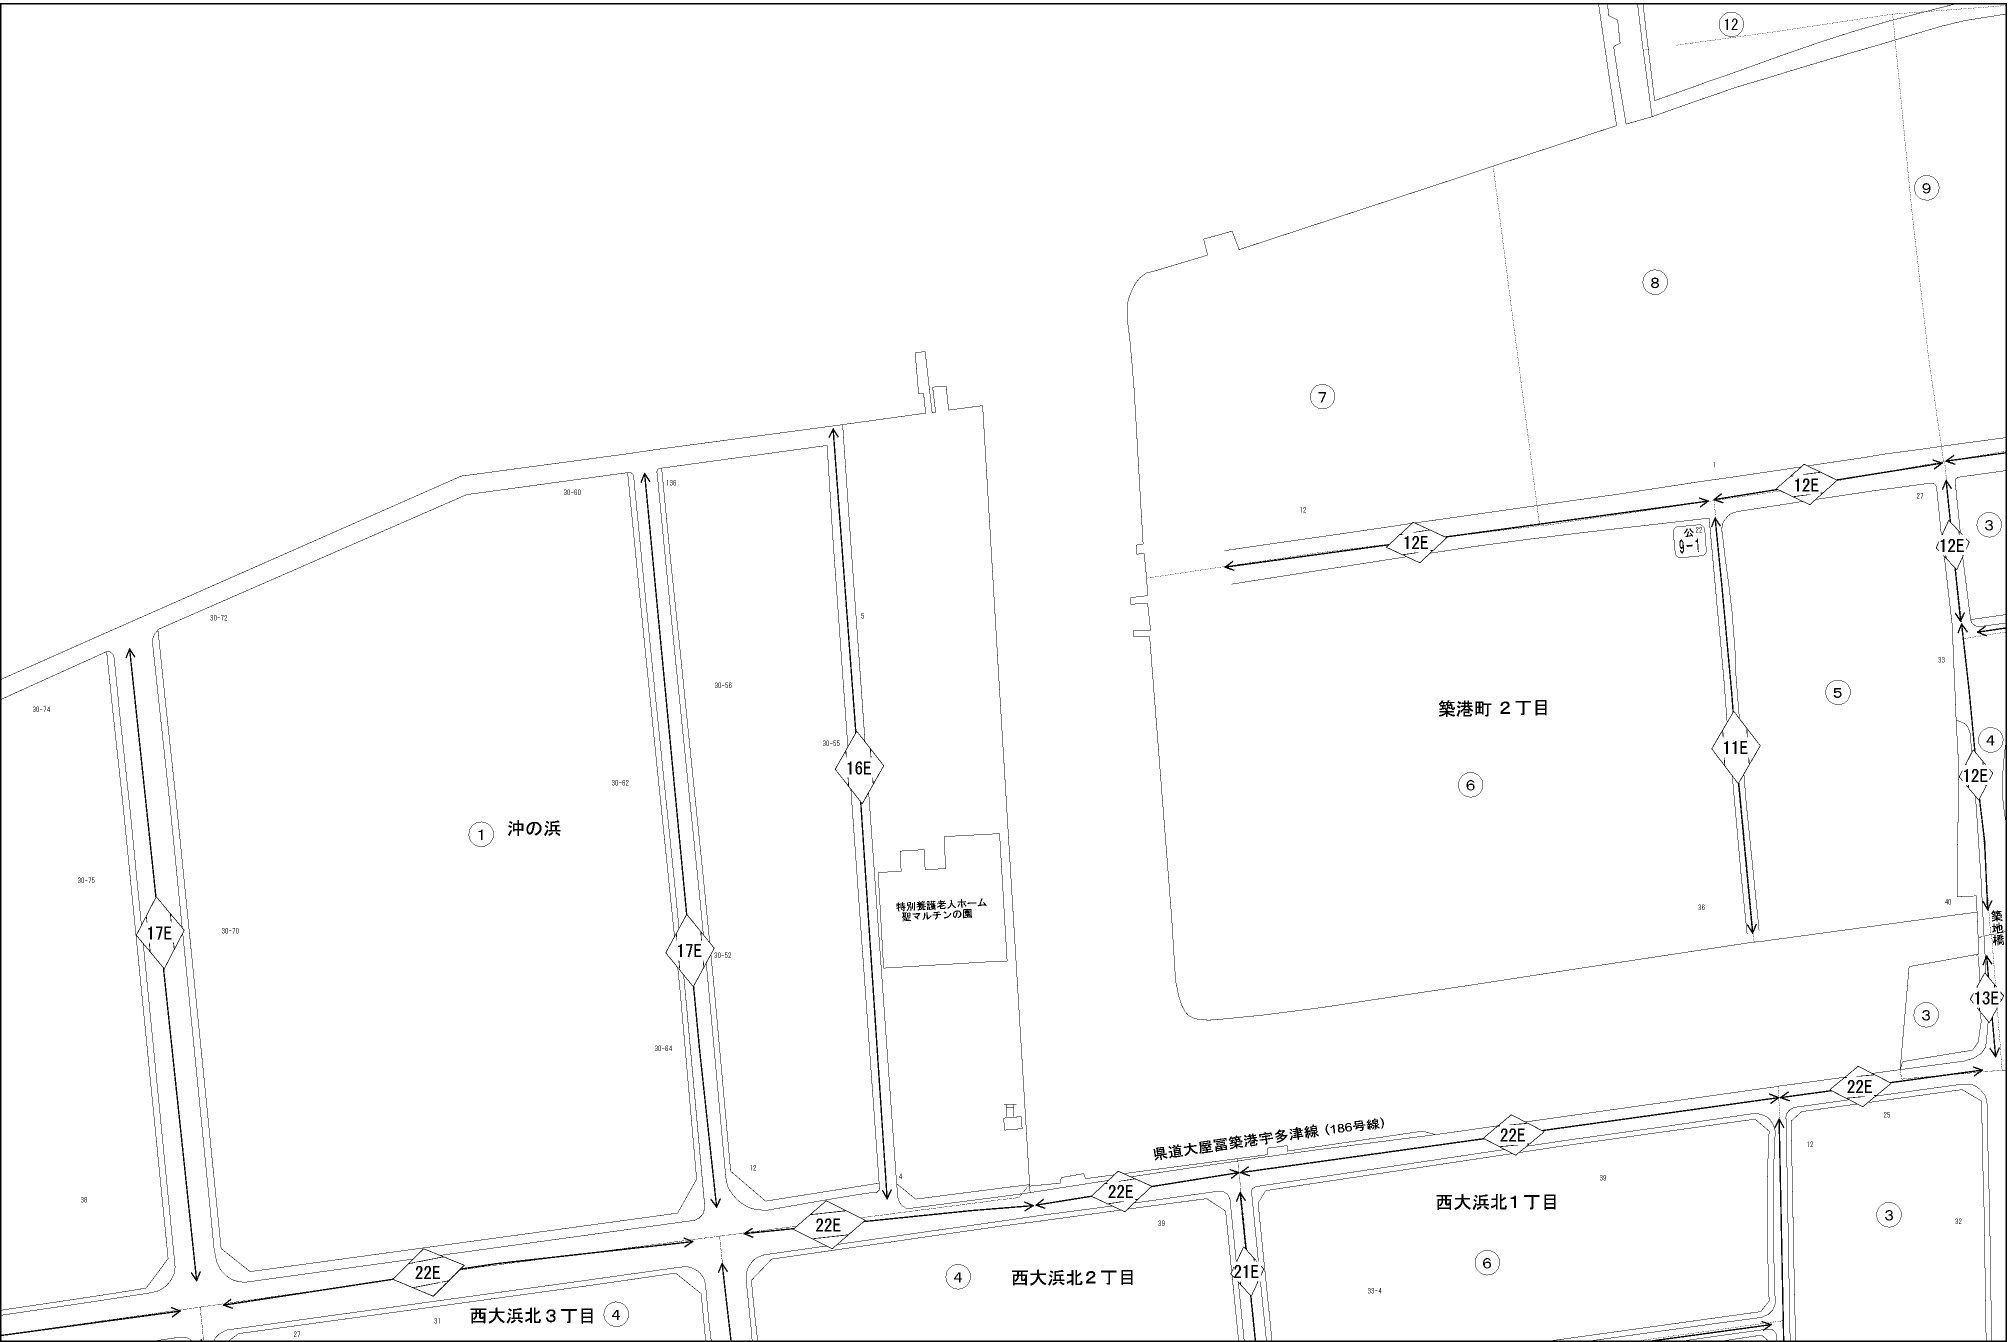 12
9
8
7
1
12E
27
30-60
136
12
12E
公 22
9-1
12E
3
30-72
5
33
30-56
30-74
築港町 2丁目
5
30-55
11E
4
16E
12E
30-62
6
1 沖の浜
30-75
特別養護老人ホーム
聖マルチンの園
36
40
築地橋
17E
30-70
17E
30-52
13E
3
30-64
22E
25
県道大屋冨築港宇多津線（186号線）
22E
12
12
4
22E
39
38
西大浜北1丁目
3
32
22E
39
22E
21E
6
4
西大浜北2丁目
33-4
西大浜北3丁目 4
31
27